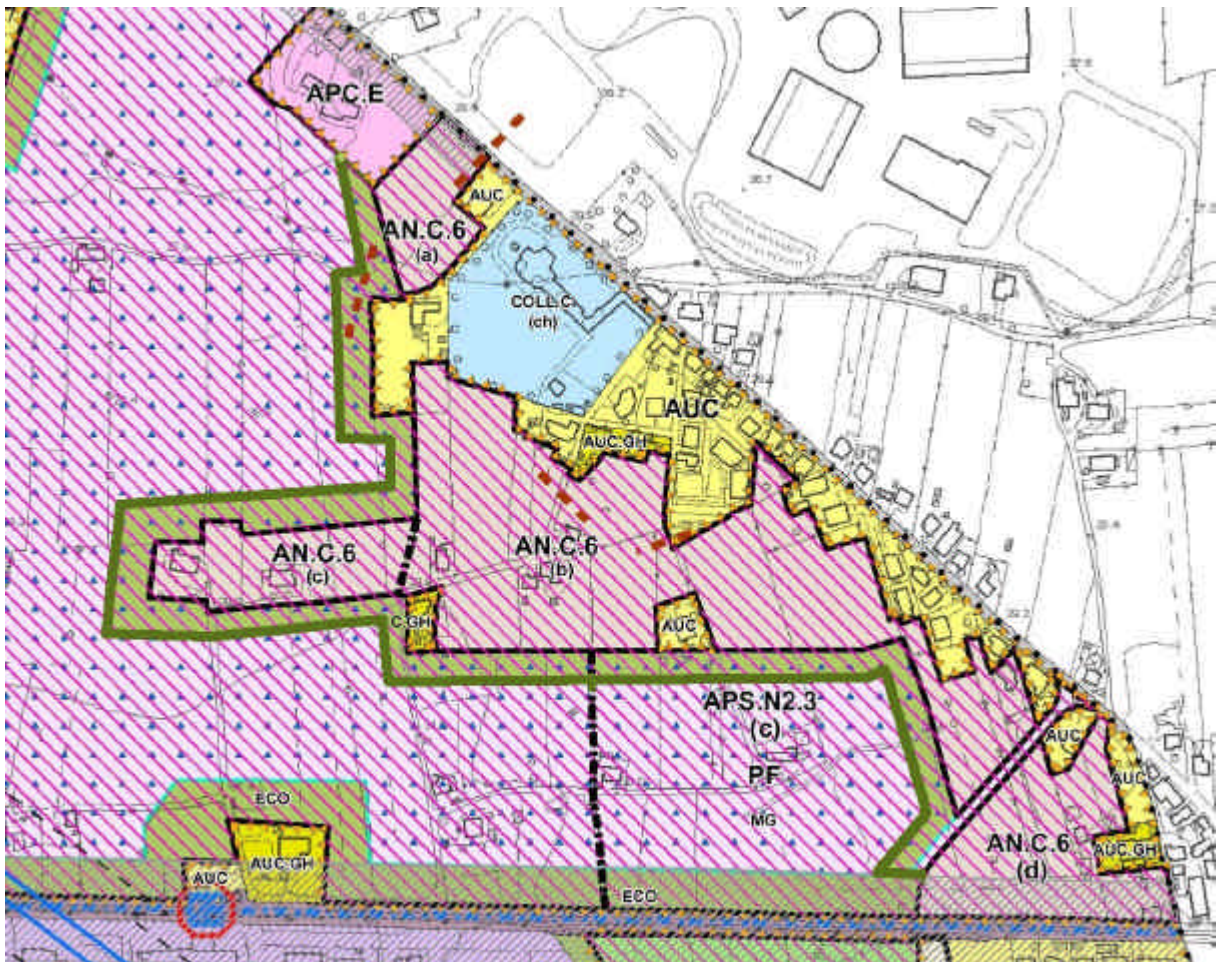 APC.E
AUC
AN.C.6
(a)
COLL.C.
(ch)
AUC
AUC.GH
AN.C.6
(c)
AN.C.6
(b)
C.GH
AUC
APS.N2.3
(c)
PF
MG
AUC
AUC
ECO
AUC.GH
AUC
AN.C.6
(d)
AUC.GH
ECO